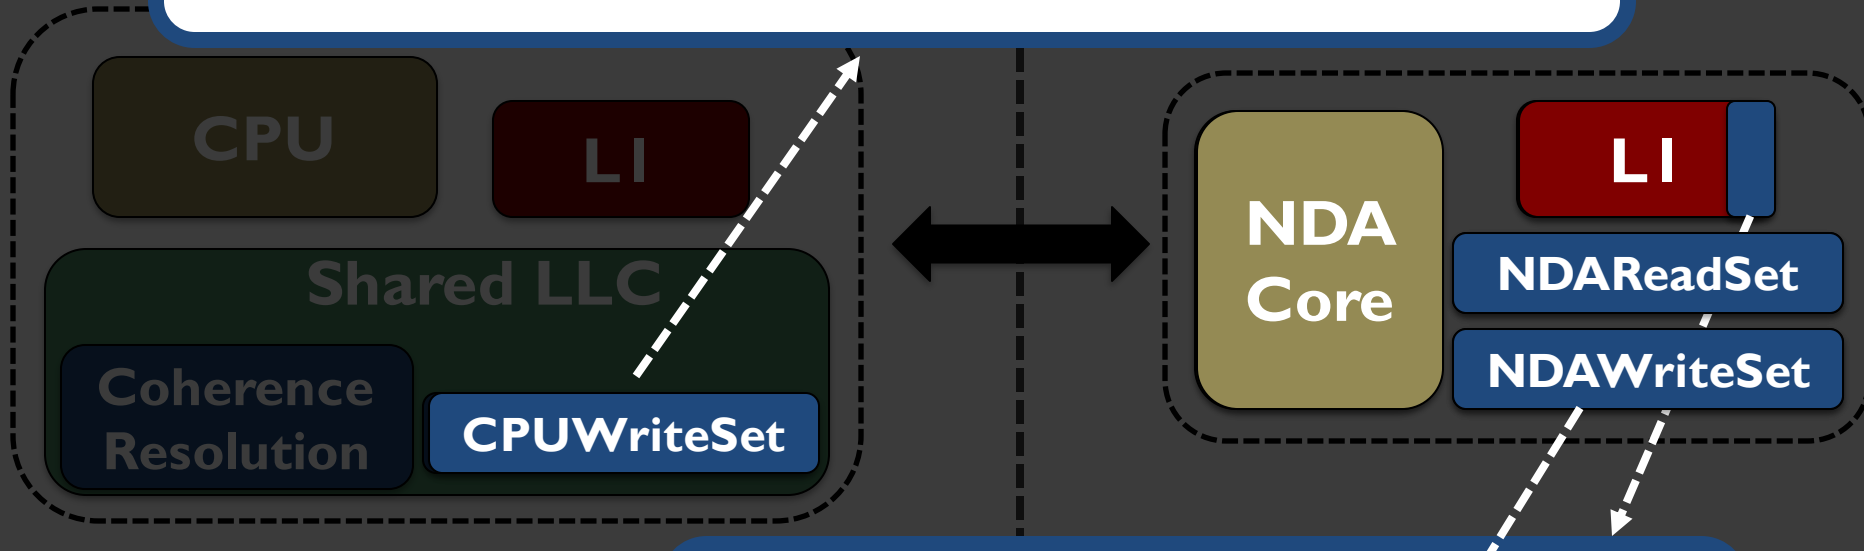 CPU
L1
Shared LLC
Coherence
Resolution
CPUWriteSet
NDA
Core
L1
NDAReadSet
NDAWriteSet